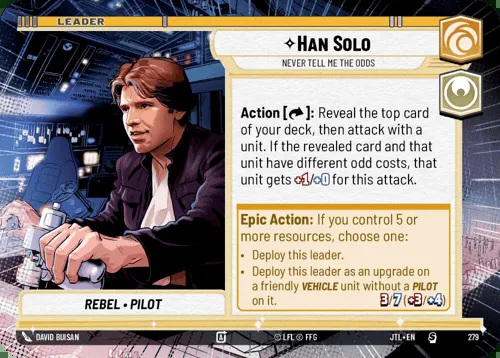 LEADER
✧HAN SOLO
NEVER TELL ME THE ODDS
Action [↷]: Reveal the top card
of your deck, then attack with a
unit. If the revealed card and that
unit have different odd costs, that
unit gets +1/+0 for this attack.
Epic Action: If you control 5 or
more resources, choose one:
• Deploy this leader.
• Deploy this leader as an upgrade on
a friendly VEHICLE unit without a PILOT
on it.
3/7 (+3/+4)
REBEL • PILOT
DAVID BUISAN
© LFL © FFG
JTL • EN
279